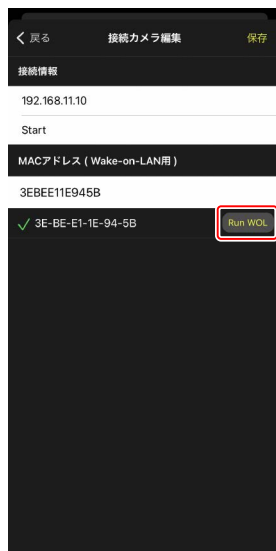 戻る 接続カメラ編集 保存
接続情報
192.168.11.10
Start
MACアドレス ( Wake-on-LAN用 )
3EBEE11E945B
3E-BE-E1-1E-94-5B Run WOL